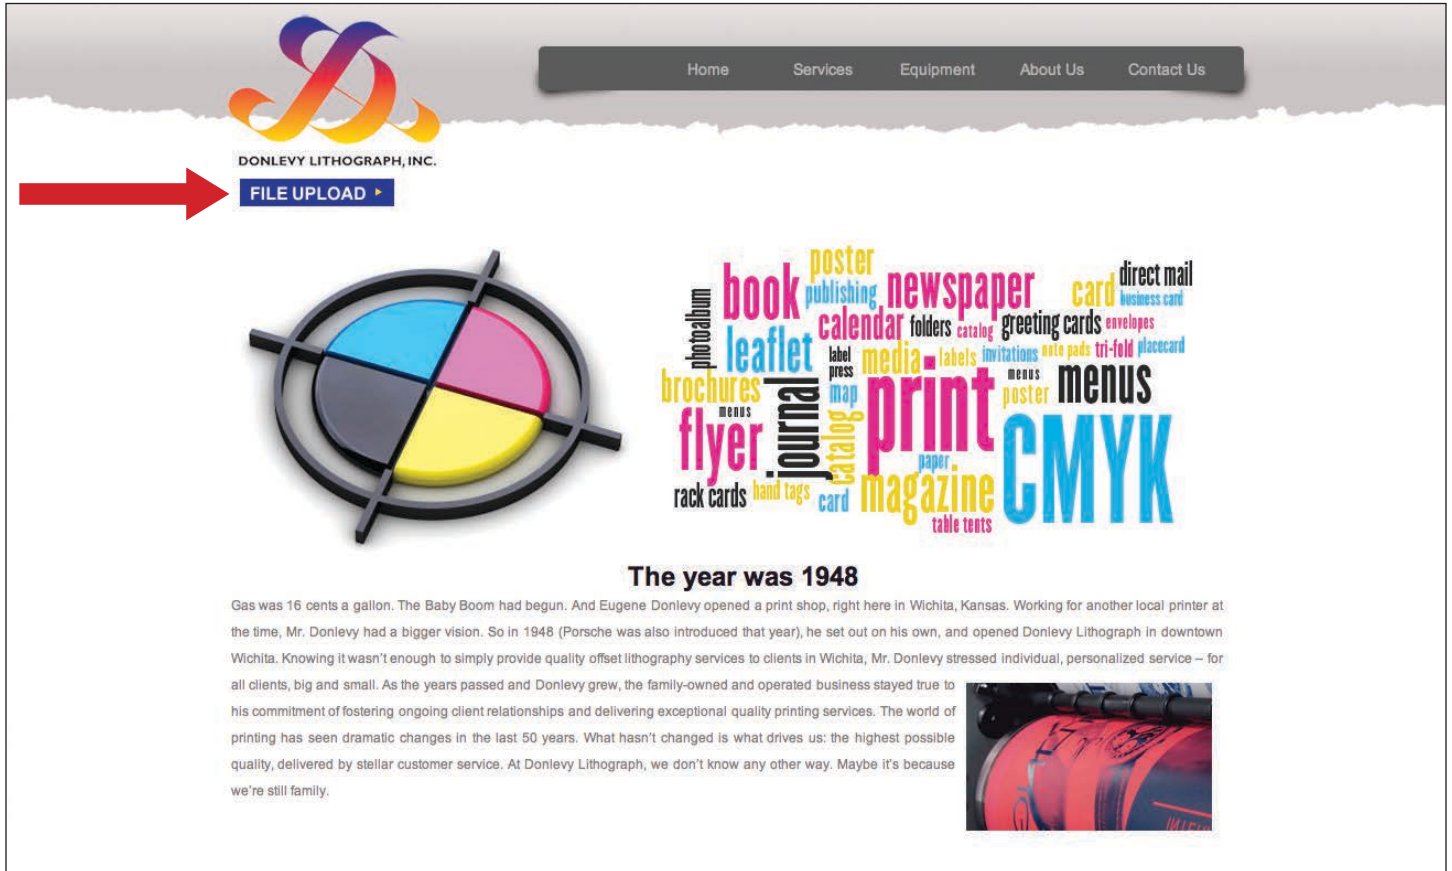 Home Services Equipment About Us Contact Us
DONLEVY LITHOGRAPH, INC.
FILE UPLOAD
poster
book
publishing
newspaper
card
direct mail
business card
photoalbum
calendar
folders
catalog
greeting cards
envelopes
leaflet
label
press
media
labels
invitations
note pads
tri-fold
placecard
brochures
menus
journal
map
print
menus
poster
menus
flyer
catalog
paper
CMYK
rack cards
hand tags
card
magazine
table tents
The year was 1948
Gas was 16 cents a gallon. The Baby Boom had begun. And Eugene Donlevy opened a print shop, right here in Wichita, Kansas. Working for another local printer at
the time, Mr. Donlevy had a bigger vision. So in 1948 (Porsche was also introduced that year), he set out on his own, and opened Donlevy Lithograph in downtown
Wichita. Knowing it wasn't enough to simply provide quality offset lithography services to clients in Wichita, Mr. Donlevy stressed individual, personalized service – for
all clients, big and small. As the years passed and Donlevy grew, the family-owned and operated business stayed true to
his commitment of fostering ongoing client relationships and delivering exceptional quality printing services. The world of
printing has seen dramatic changes in the last 50 years. What hasn't changed is what drives us: the highest possible
quality, delivered by stellar customer service. At Donlevy Lithograph, we don't know any other way. Maybe it's because
we're still family.